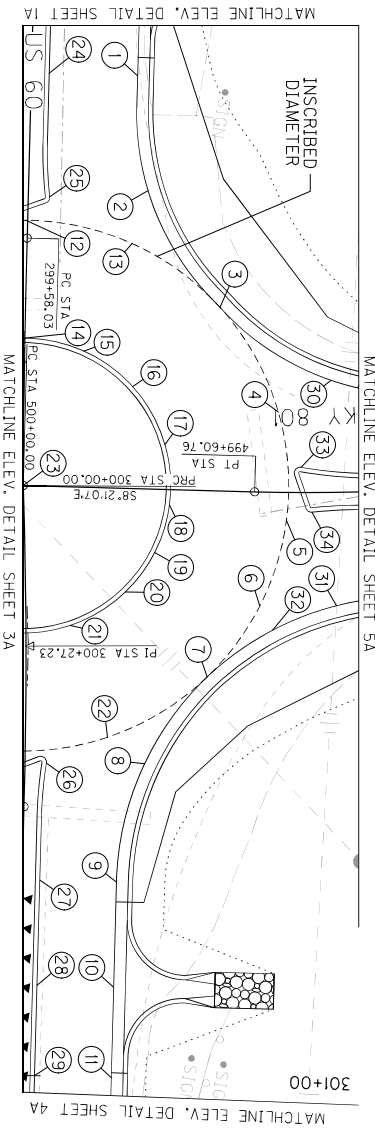 MATCHLINE ELEV. DETAIL SHEET 1A
US 60
24
25
1
2
SIGN
INSCRIBED
DIAMETER
12
13
3
PC STA
299+58.03
14
15
16
17
4
30
KY 801
PC STA 500+00.00
23
PRC STA 300+00.00
S8°21'07"E
PT STA
499+60.76
33
34
18
19
20
21
5
6
31
32
PI STA 300+27.23
7
22
8
26
27
9
28
10
29
11
SIGN
301+00
MATCHLINE ELEV. DETAIL SHEET 3A
MATCHLINE ELEV. DETAIL SHEET 5A
MATCHLINE ELEV. DETAIL SHEET 4A